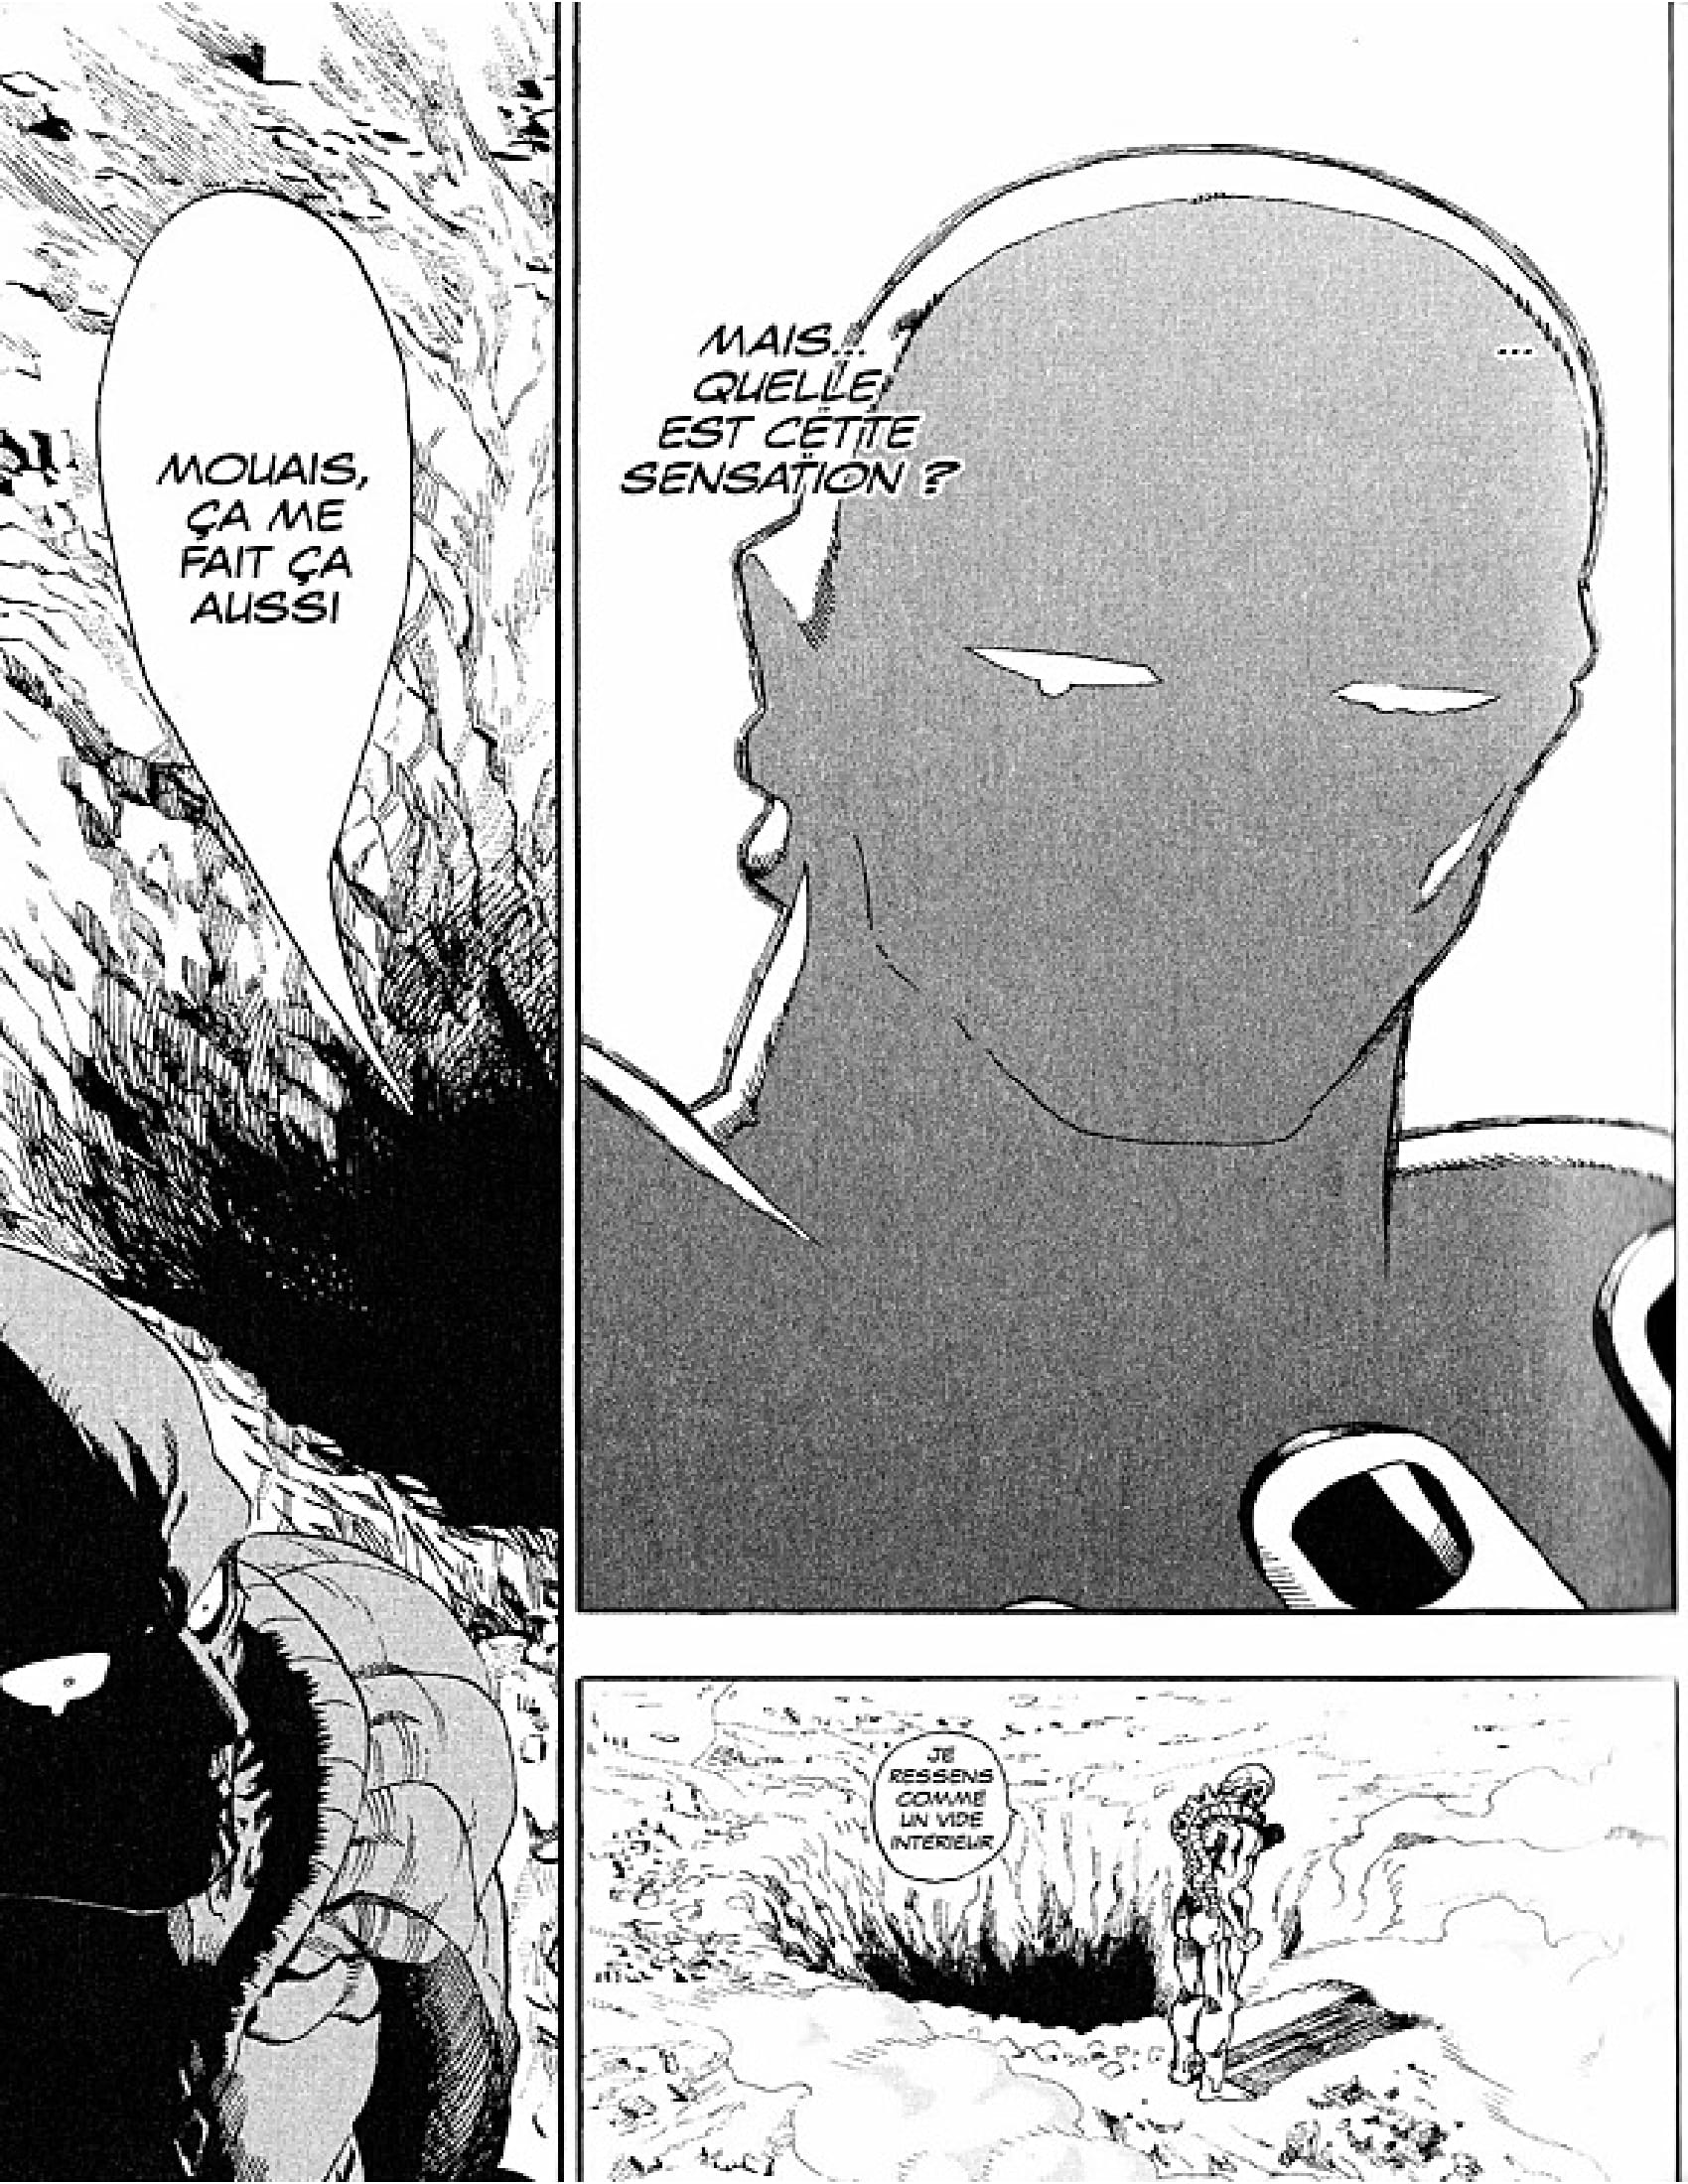 ...
MAIS...
QUELLE
EST CETTE
SENSATION ?
JE
RESSENS
COMME
UN VIDE
INTÉRIEUR
MOUAIS,
ÇA ME
FAIT ÇA
AUSSI